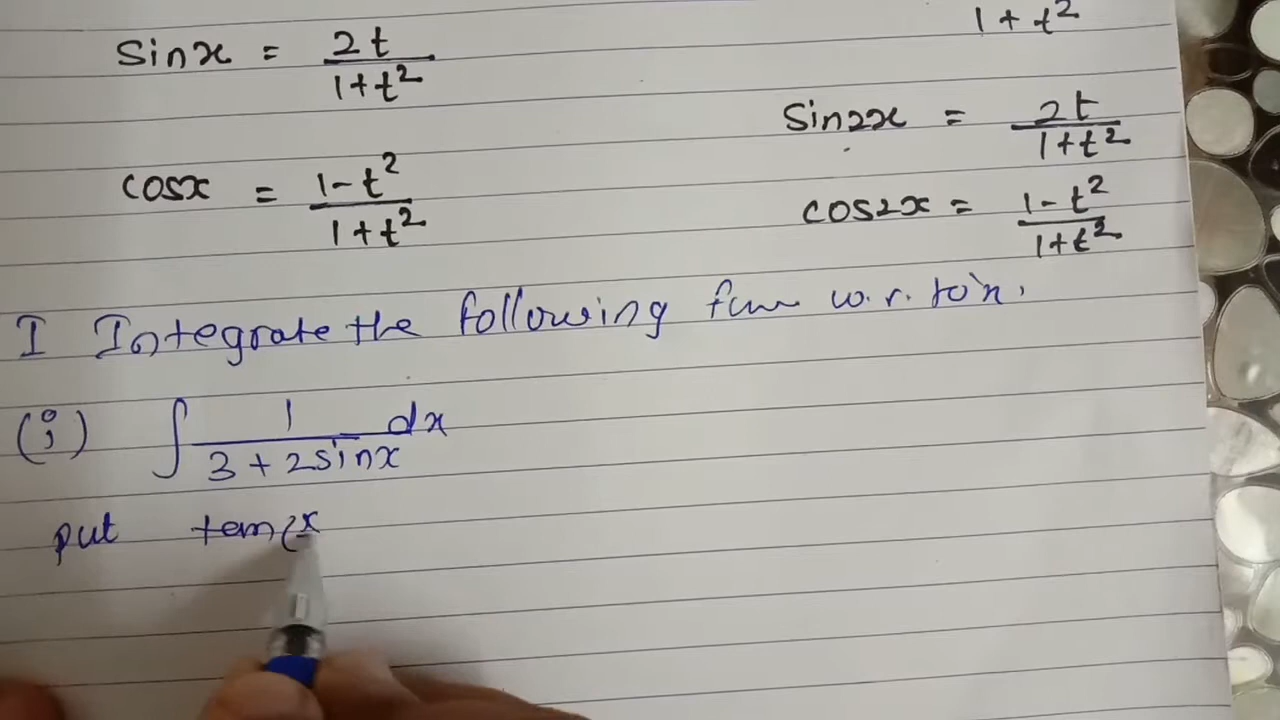 sinx = 2t / 1+t²
1+t²
sin2x = 2t / 1+t²
cosx = 1-t² / 1+t²
cos2x = 1-t² / 1+t²
I Integrate the following fun w.r.to'x.
(i) ∫ 1 / 3+2sinx dx
put tan(x